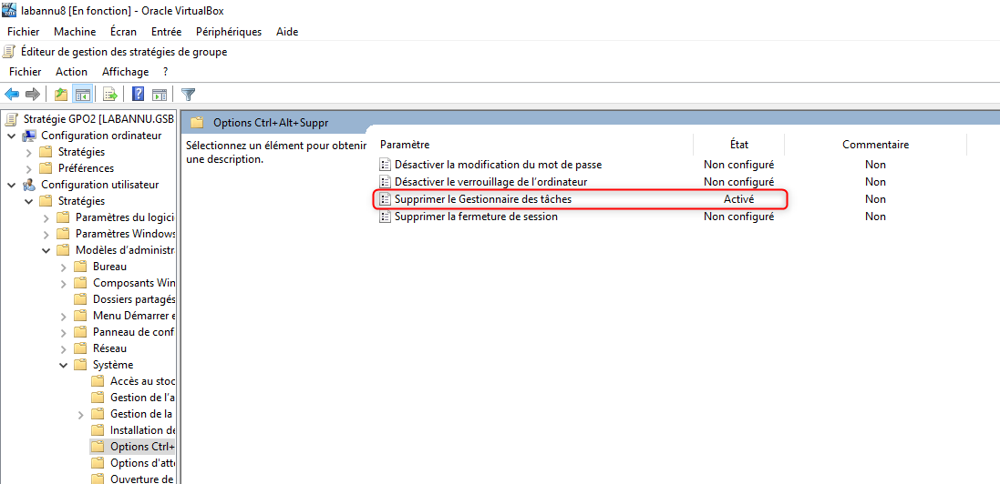 labannu8 [En fonction] - Oracle VirtualBox
Fichier Machine Écran Entrée Périphériques Aide
Éditeur de gestion des stratégies de groupe
Fichier Action Affichage ?
Stratégie GPO2 [LABANNU.GSB
Configuration ordinateur
Stratégies
Préférences
Configuration utilisateur
Stratégies
Paramètres du logici
Paramètres Windows
Modèles d'administr
Bureau
Composants Win
Dossiers partagés
Menu Démarrer e
Panneau de conf
Réseau
Système
Accès au stoc
Gestion de l'a
Gestion de la
Installation de
Options Ctrl+
Options d'atte
Ouverture de
Options Ctrl+Alt+Suppr
Sélectionnez un élément pour obtenir
une description.
Paramètre État Commentaire
Désactiver la modification du mot de passe Non configuré Non
Désactiver le verrouillage de l'ordinateur Non configuré Non
Supprimer le Gestionnaire des tâches Activé Non
Supprimer la fermeture de session Non configuré Non